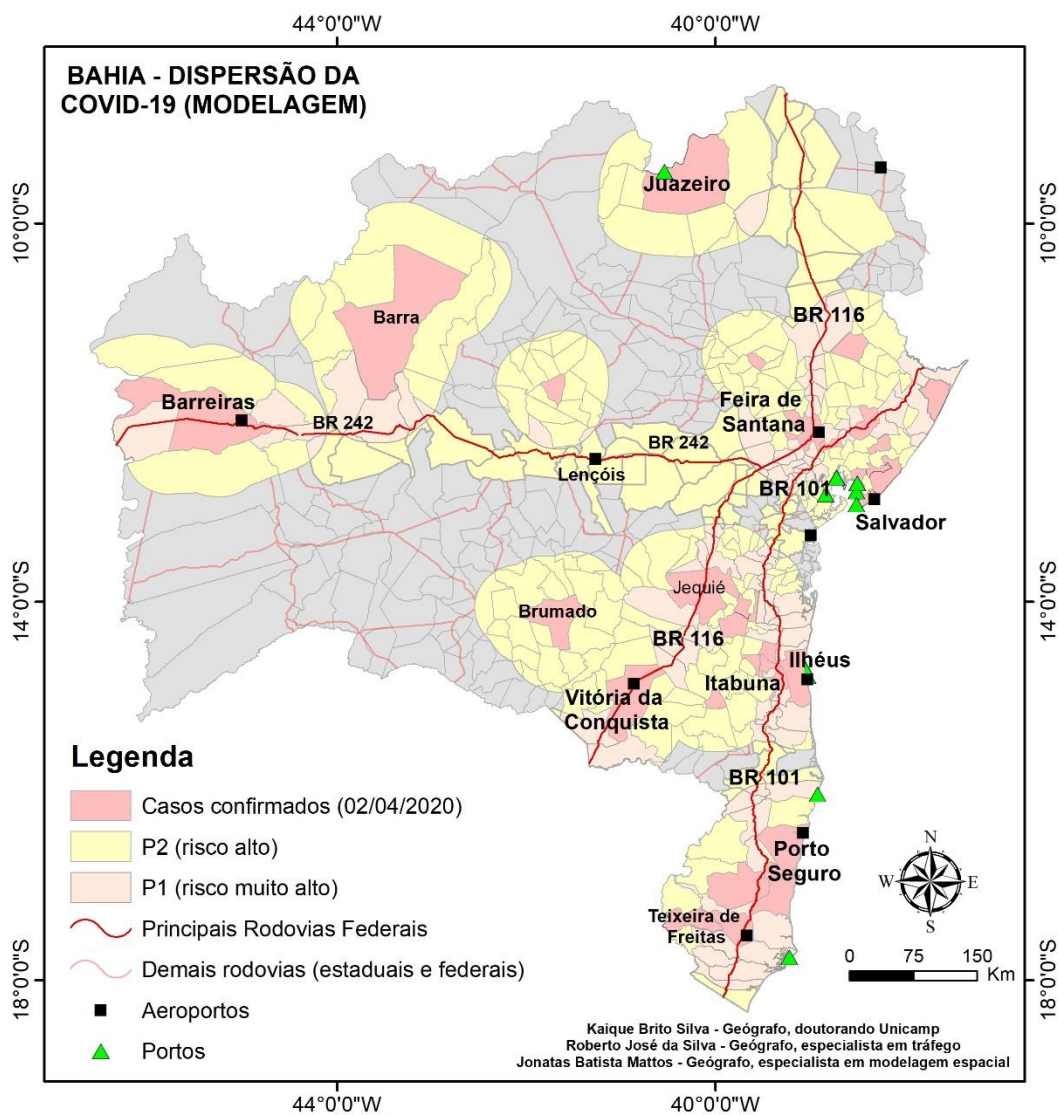 44°0'0"W
40°0'0"W
BAHIA - DISPERSÃO DA
COVID-19 (MODELAGEM)
Juazeiro
10°0'0"S
10°0'0"S
BR 116
Barra
Barreiras
Feira de
Santana
BR 242
BR 242
Lençóis
BR 101
Salvador
14°0'0"S
14°0'0"S
Jequié
Brumado
BR 116
Ilhéus
Itabuna
Vitória da
Conquista
BR 101
Porto
Seguro
Teixeira de
Freitas
Legenda
Casos confirmados (02/04/2020)
P2 (risco alto)
P1 (risco muito alto)
Principais Rodovias Federais
Demais rodovias (estaduais e federais)
Aeroportos
Portos
N
W
E
S
0 75 150
Km
18°0'0"S
18°0'0"S
Kaique Brito Silva - Geógrafo, doutorando Unicamp
Roberto José da Silva - Geógrafo, especialista em tráfego
Jonatas Batista Mattos - Geógrafo, especialista em modelagem espacial
44°0'0"W
40°0'0"W